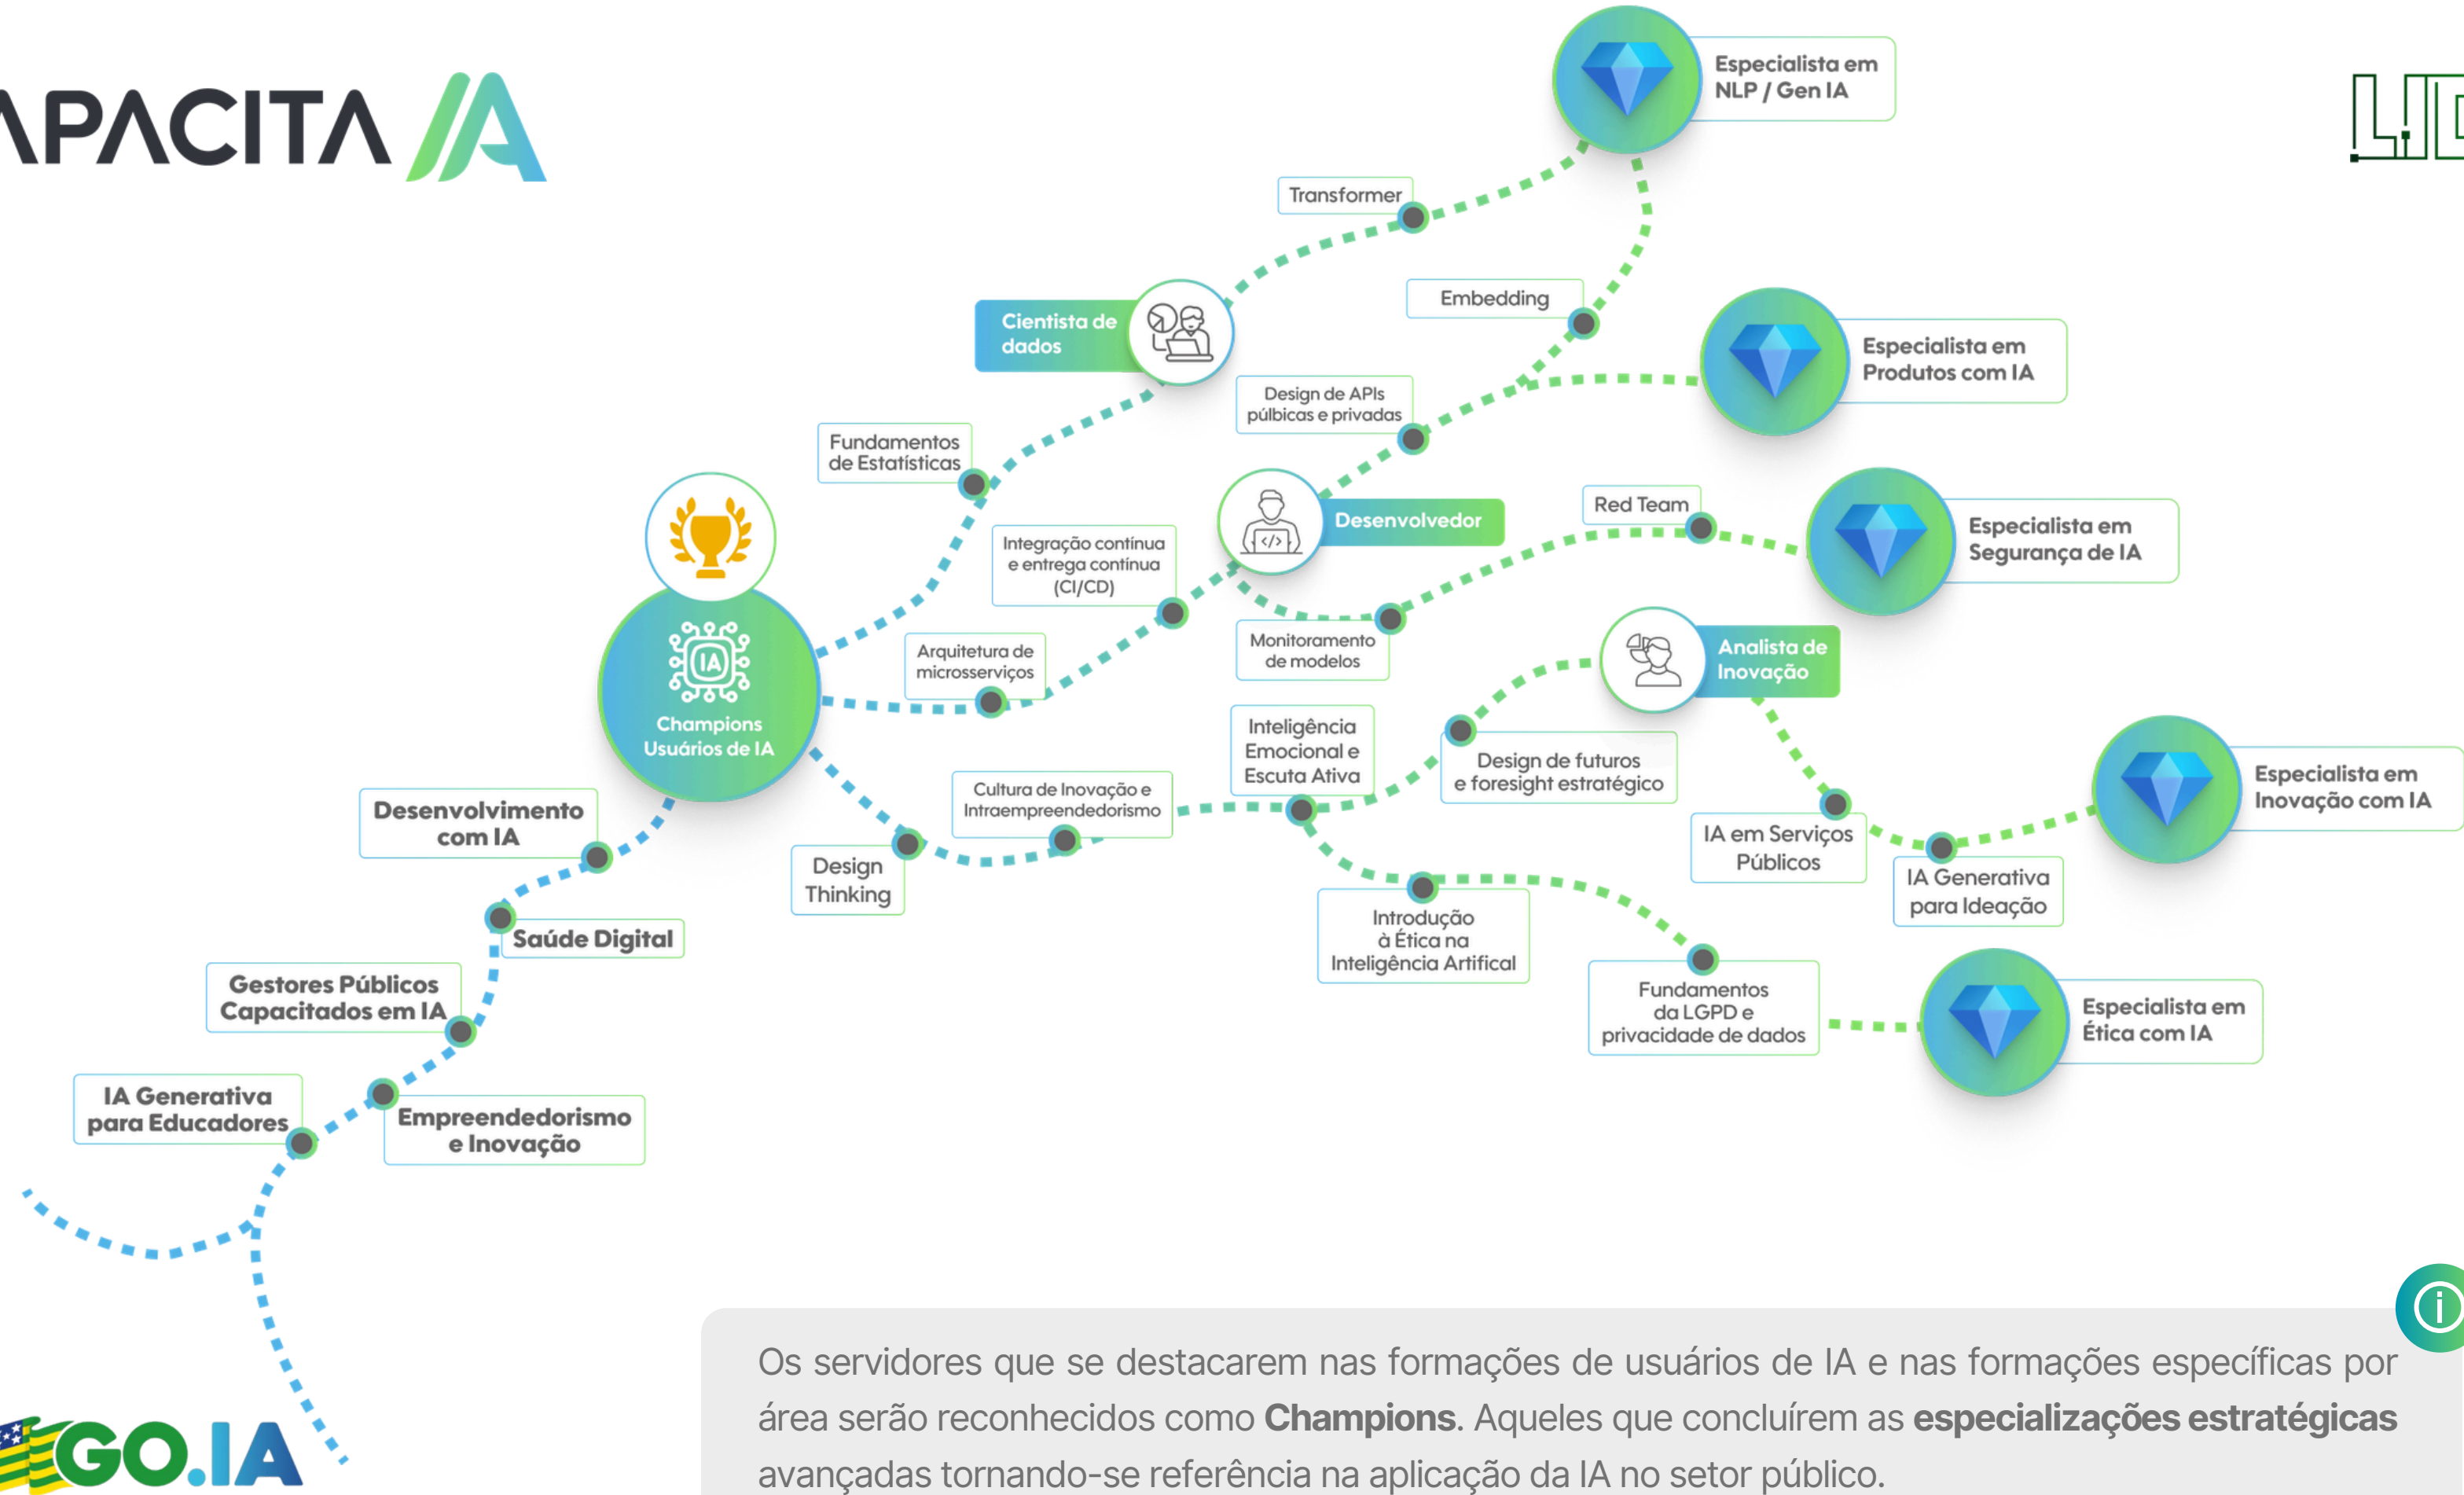 APACITA IA
Especialista em
NLP / Gen IA
Transformer
Embedding
Cientista de
dados
Especialista em
Produtos com IA
Design de APIs
púlbicas e privadas
Fundamentos
de Estatísticas
Desenvolvedor
Red Team
Especialista em
Segurança de IA
Integração contínua
e entrega contínua
(CI/CD)
Monitoramento
de modelos
Arquitetura de
microsserviços
Analista de
Inovação
IA
Champions
Usuários de IA
Inteligência
Emocional e
Escuta Ativa
Design de futuros
e foresight estratégico
Especialista em
Inovação com IA
Cultura de Inovação e
Intraempreendedorismo
Desenvolvimento
com IA
Design
Thinking
IA em Serviços
Públicos
IA Generativa
para Ideação
Saúde Digital
Introdução
à Ética na
Inteligência Artifical
Gestores Públicos
Capacitados em IA
Fundamentos
da LGPD e
privacidade de dados
Especialista em
Ética com IA
IA Generativa
para Educadores
Empreendedorismo
e Inovação
Os servidores que se destacarem nas formações de usuários de IA e nas formações específicas por
área serão reconhecidos como Champions. Aqueles que concluírem as especializações estratégicas
avançadas tornando-se referência na aplicação da IA no setor público.
GO.IA